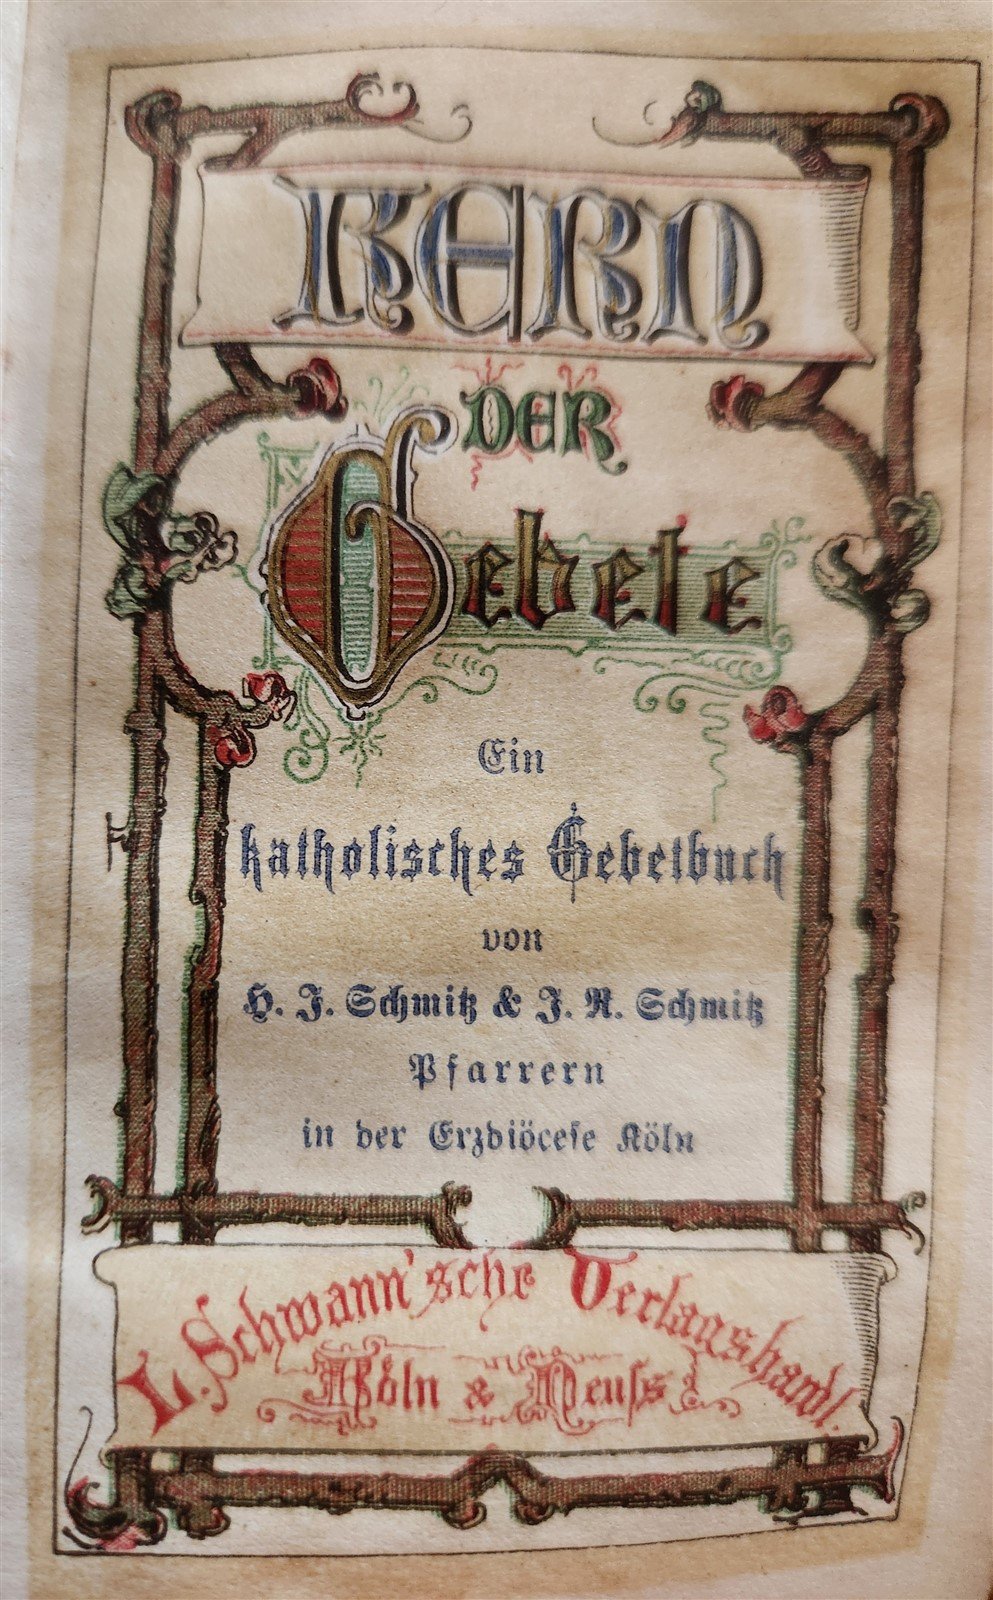 KERN
DER
Gebete
Ein
katholisches Gebetbuch
von
H. J. Schmitz & J. R. Schmitz
Pfarrern
in der Erzdiöcese Köln
L. Schwann'sche Verlagshandl.
Köln & Neuſs